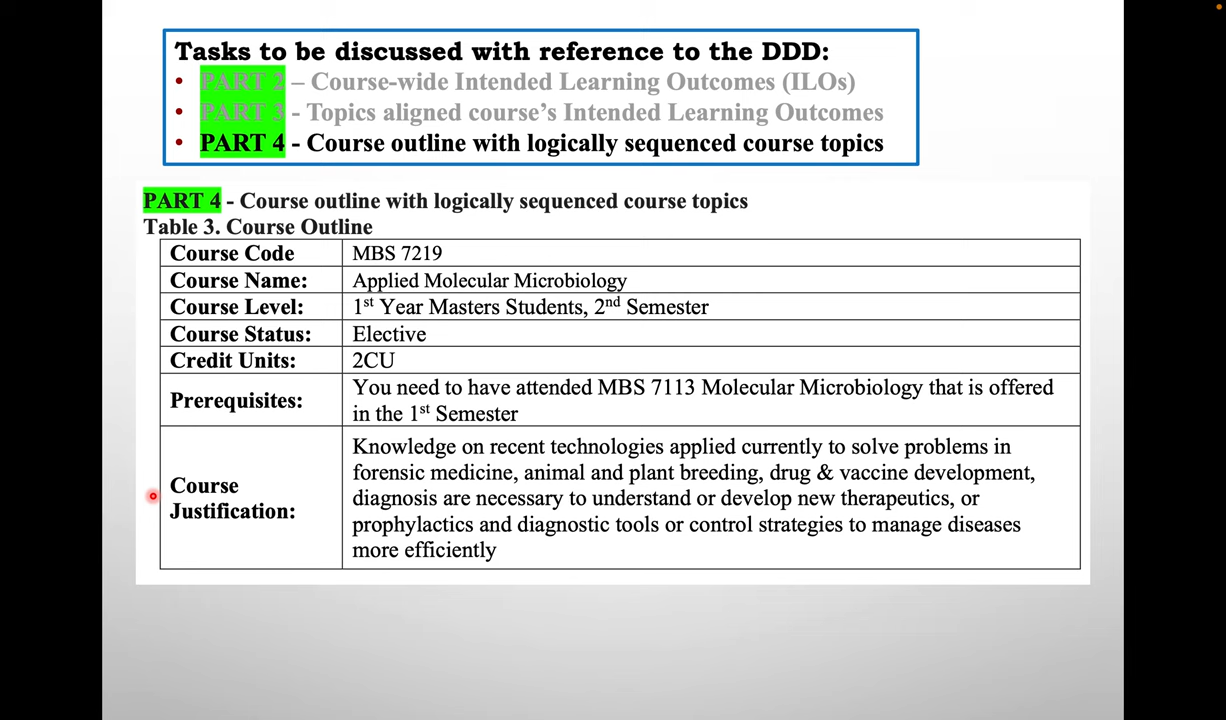 Tasks to be discussed with reference to the DDD:
• PART 2 – Course-wide Intended Learning Outcomes (ILOs)
• PART 3 - Topics aligned course's Intended Learning Outcomes
• PART 4 - Course outline with logically sequenced course topics
PART 4 - Course outline with logically sequenced course topics
Table 3. Course Outline
Course Code MBS 7219
Course Name: Applied Molecular Microbiology
Course Level: 1st Year Masters Students, 2nd Semester
Course Status: Elective
Credit Units: 2CU
Prerequisites: You need to have attended MBS 7113 Molecular Microbiology that is offered
in the 1st Semester
Course
Justification:
Knowledge on recent technologies applied currently to solve problems in
forensic medicine, animal and plant breeding, drug & vaccine development,
diagnosis are necessary to understand or develop new therapeutics, or
prophylactics and diagnostic tools or control strategies to manage diseases
more efficiently